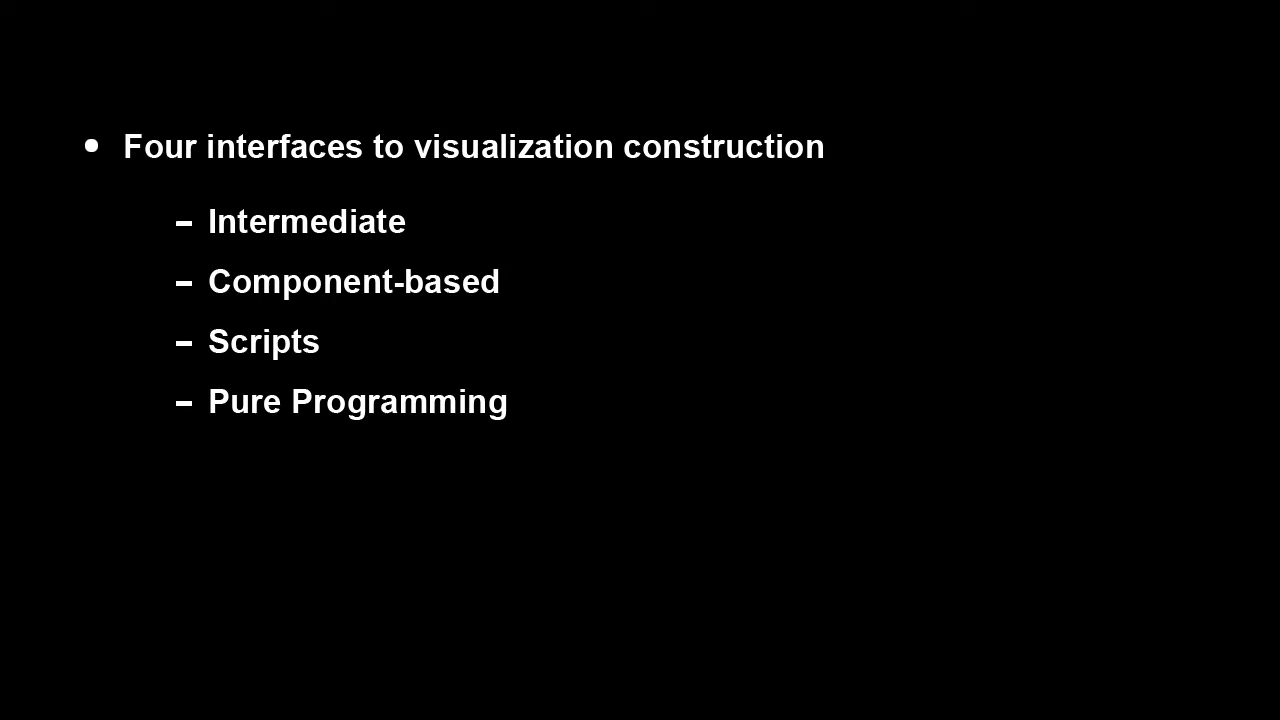 • Four interfaces to visualization construction
– Intermediate
– Component-based
– Scripts
– Pure Programming